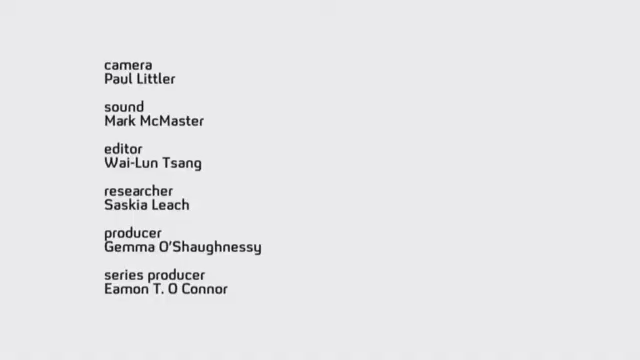 camera
Paul Littler
sound
Mark McMaster
editor
Wai-Lun Tsang
researcher
Saskia Leach
producer
Gemma O'Shaughnessy
series producer
Eamon T. O Connor